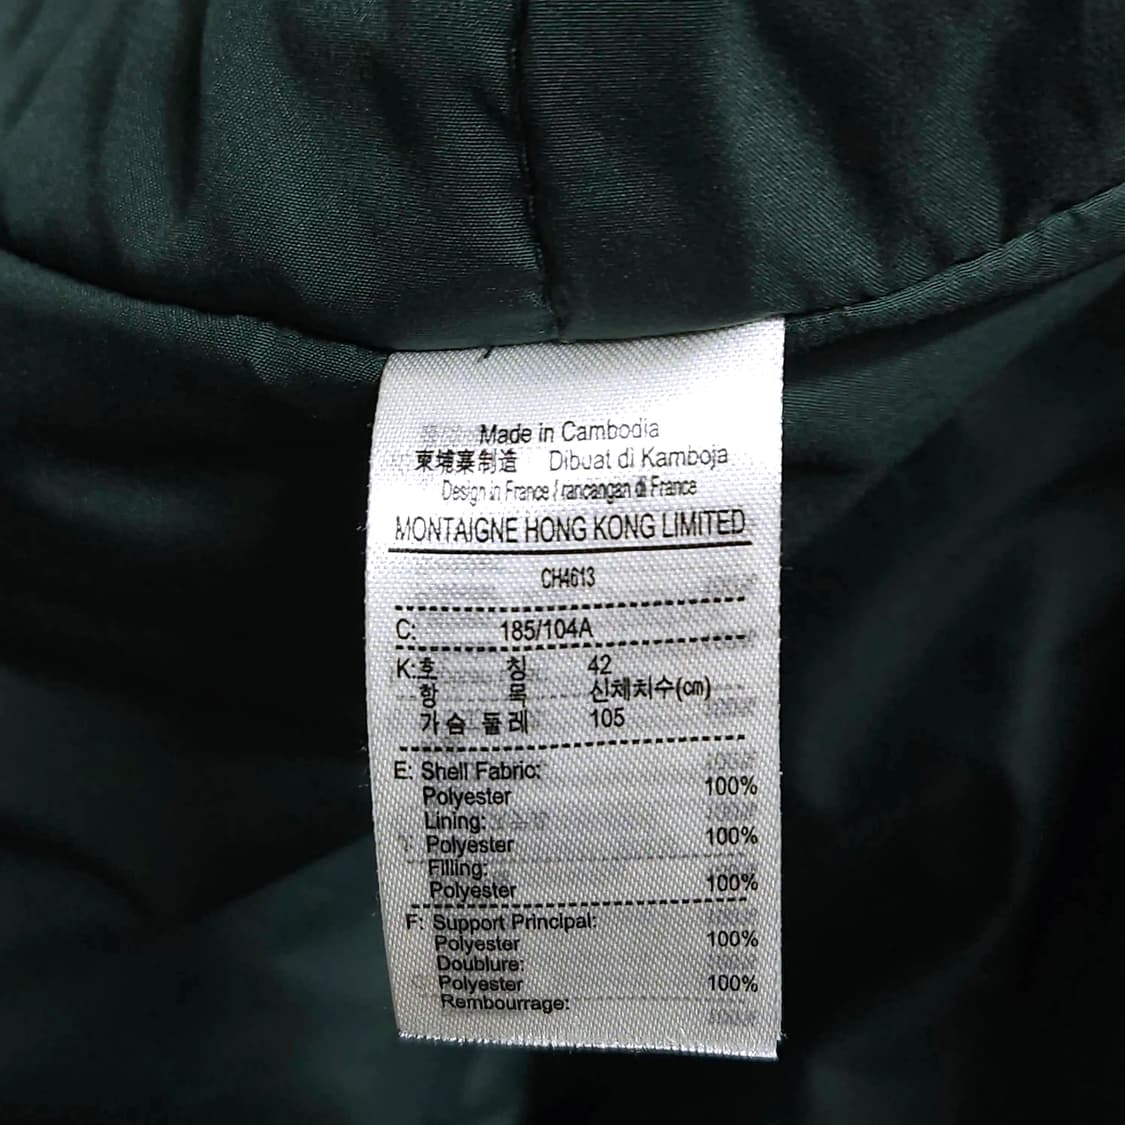 Made in Cambodia
柬埔寨制造 Dibuat di Kamboja
Design in France / rancangan di France
MONTAIGNE HONG KONG LIMITED
CH4613
C: 185/104A
K:호 칭 42
항 목 신체치수(㎝)
가슴둘레 105
E: Shell Fabric:
Polyester 100%
Lining:
Polyester 100%
Filling:
Polyester 100%
F: Support Principal:
Polyester 100%
Doublure:
Polyester 100%
Rembourrage: